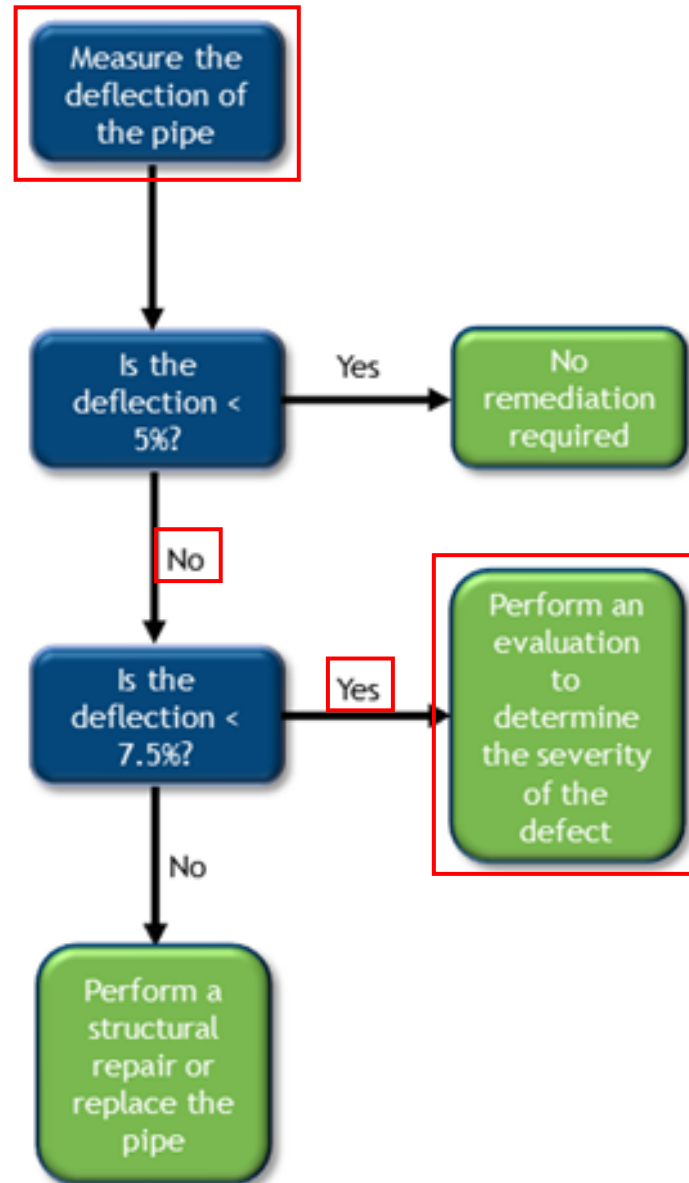 Measure the
deflection of
the pipe
Is the
deflection <
5%?
Yes
No
remediation
required
No
Is the
deflection <
7.5%?
Yes
Perform an
evaluation
to
determine
the severity
of the
defect
No
Perform a
structural
repair or
replace the
pipe